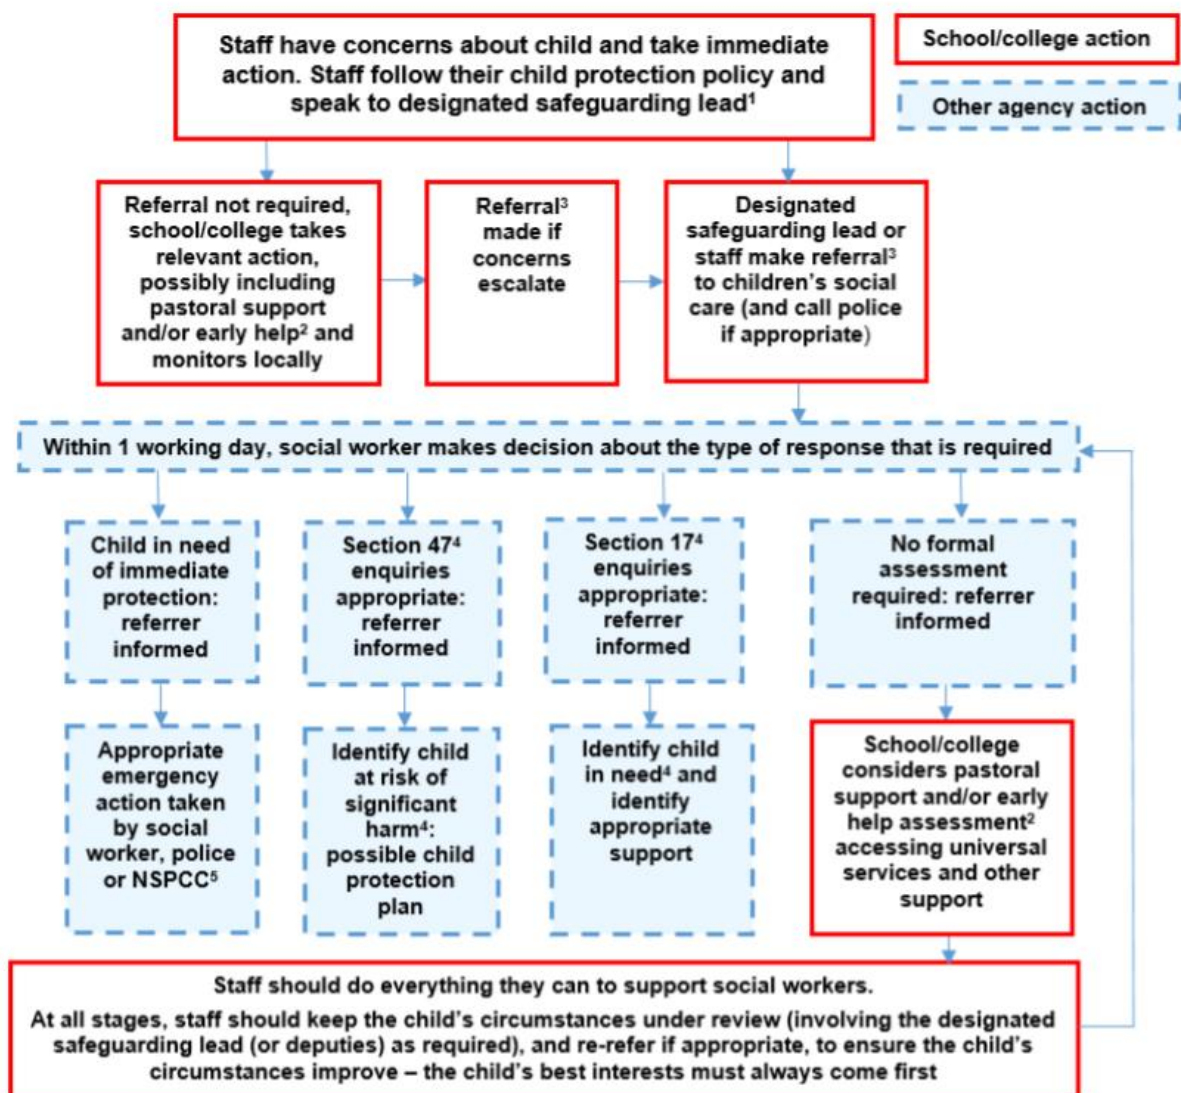 Staff have concerns about child and take immediate
action. Staff follow their child protection policy and
speak to designated safeguarding lead¹
School/college action
Other agency action
Referral not required,
school/college takes
relevant action,
possibly including
pastoral support
and/or early help² and
monitors locally
Referral³
made if
concerns
escalate
Designated
safeguarding lead or
staff make referral³
to children’s social
care (and call police
if appropriate)
Within 1 working day, social worker makes decision about the type of response that is required
Child in need
of immediate
protection:
referrer
informed
Section 47⁴
enquiries
appropriate:
referrer
informed
Section 17⁴
enquiries
appropriate:
referrer
informed
No formal
assessment
required: referrer
informed
Appropriate
emergency
action taken
by social
worker, police
or NSPCC⁵
Identify child
at risk of
significant
harm⁴:
possible child
protection
plan
Identify child
in need⁴ and
identify
appropriate
support
School/college
considers pastoral
support and/or early
help assessment²
accessing universal
services and other
support
Staff should do everything they can to support social workers.
At all stages, staff should keep the child’s circumstances under review (involving the designated
safeguarding lead (or deputies) as required), and re-refer if appropriate, to ensure the child’s
circumstances improve – the child’s best interests must always come first